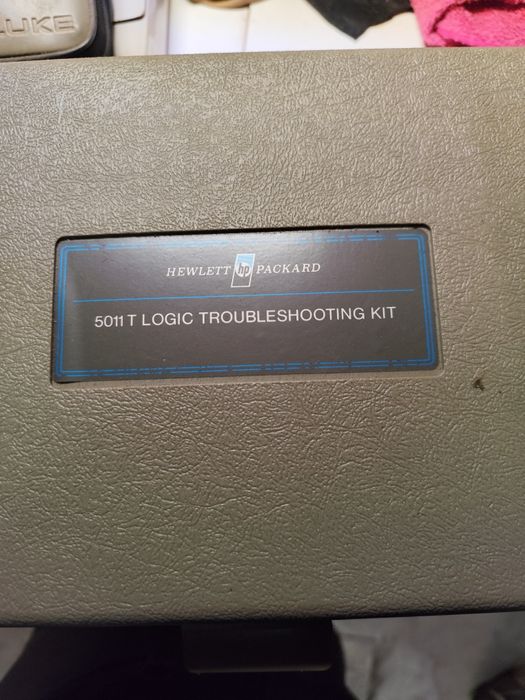 LUKE
HEWLETT hp PACKARD
5011T LOGIC TROUBLESHOOTING KIT